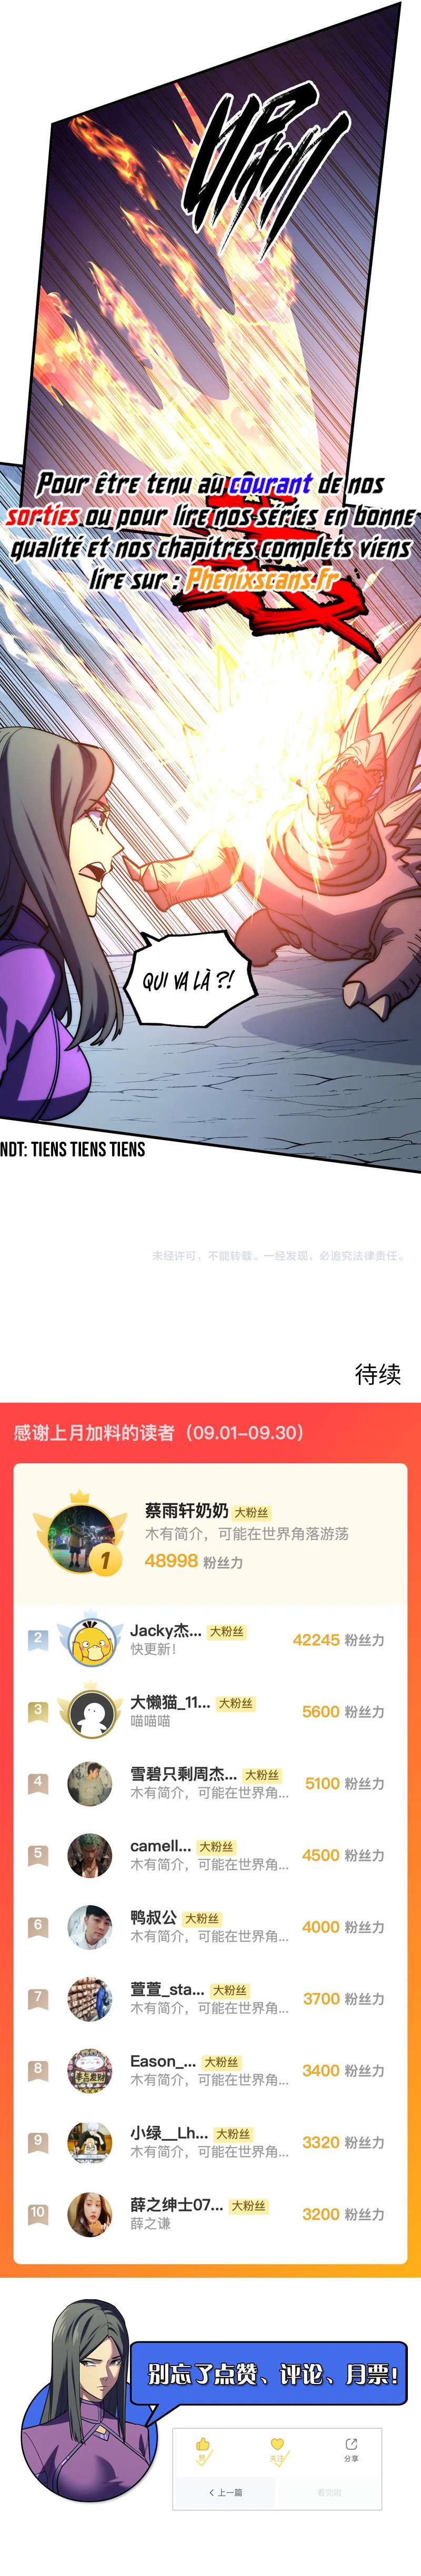 Pour être tenu au courant de nos
sorties ou pour lire nos séries en bonne
qualité et nos chapitres complets viens
lire sur : Phenixscans.fr
QUI VA LÀ ?!
NDT: TIENS TIENS TIENS
未经许可，不能转载。一经发现，必追究法律责任。
待续
感谢上月加料的读者（09.01-09.30）
蔡雨轩奶奶 大粉丝
木有简介，可能在世界角落游荡
1
48998 粉丝力
2 Jacky杰... 大粉丝 42245 粉丝力
快更新！
3 大懒猫_11... 大粉丝 5600 粉丝力
喵喵喵
4 雪碧只剩周杰... 大粉丝 5100 粉丝力
木有简介，可能在世界角...
5 camell... 大粉丝 4500 粉丝力
木有简介，可能在世界角...
6 鸭叔公 大粉丝 4000 粉丝力
木有简介，可能在世界角...
7 萱萱_sta... 大粉丝 3700 粉丝力
木有简介，可能在世界角...
8 Eason_... 大粉丝 3400 粉丝力
木有简介，可能在世界角...
9 小绿__Lh... 大粉丝 3320 粉丝力
木有简介，可能在世界角...
10 薛之绅士07... 大粉丝 3200 粉丝力
薛之谦
别忘了点赞、评论、月票!
赞 关注 分享
上一篇 看完啦